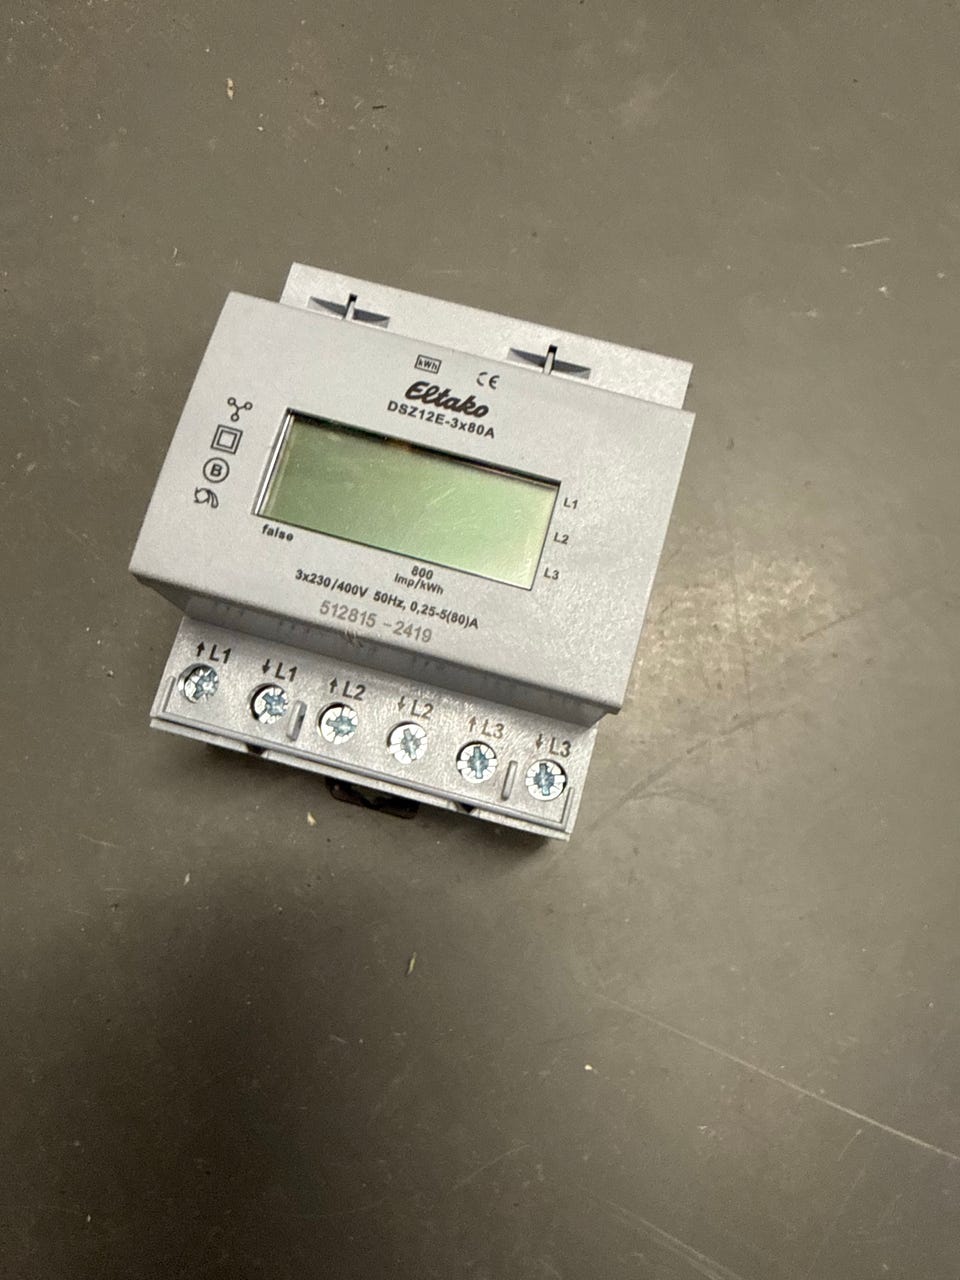 kWh
CE
Eltako
DSZ12E-3x80A
B
L1
L2
L3
false
800
Imp/kWh
3x230/400V 50Hz, 0,25-5(80)A
512815 - 2419
↑L1 ↓L1 ↑L2 ↓L2 ↑L3 ↓L3